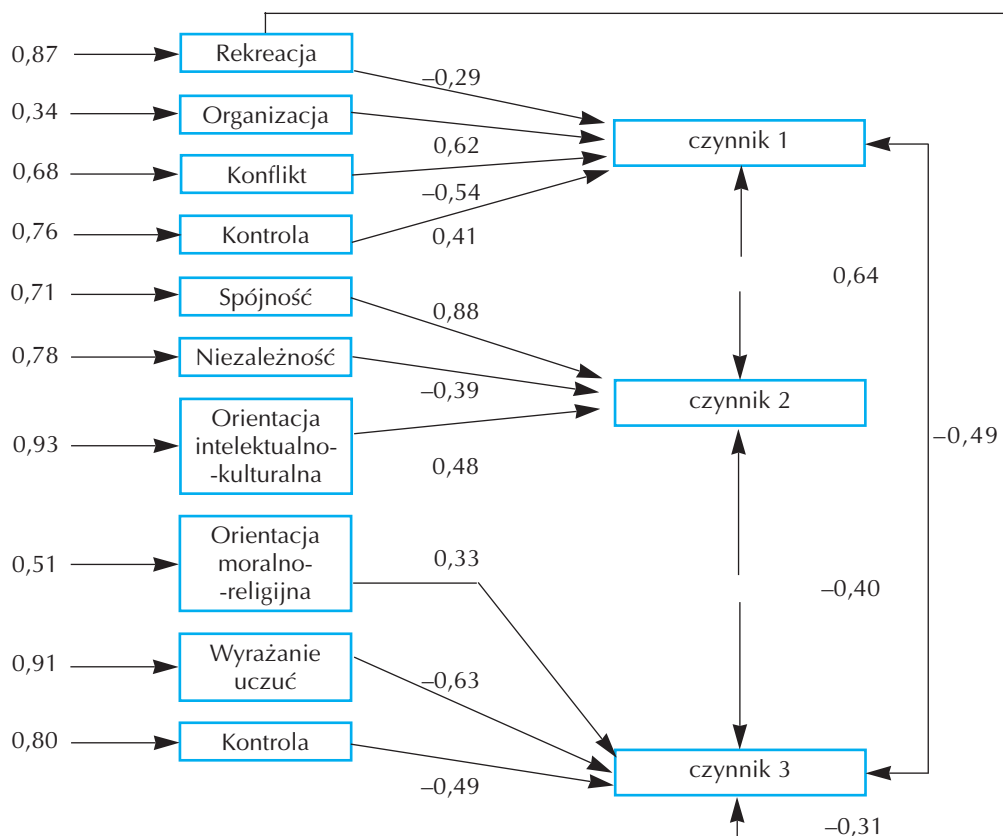 0,87
Rekreacja
–0,29
0,34
Organizacja
czynnik 1
0,62
0,68
Konflikt
–0,54
0,76
Kontrola
0,41
0,64
0,71
Spójność
0,88
0,78
Niezależność
–0,39
czynnik 2
–0,49
0,93
Orientacja
intelektualno-
-kulturalna
0,48
0,51
Orientacja
moralno-
-religijna
0,33
–0,40
0,91
Wyrażanie
uczuć
–0,63
0,80
Kontrola
–0,49
czynnik 3
–0,31